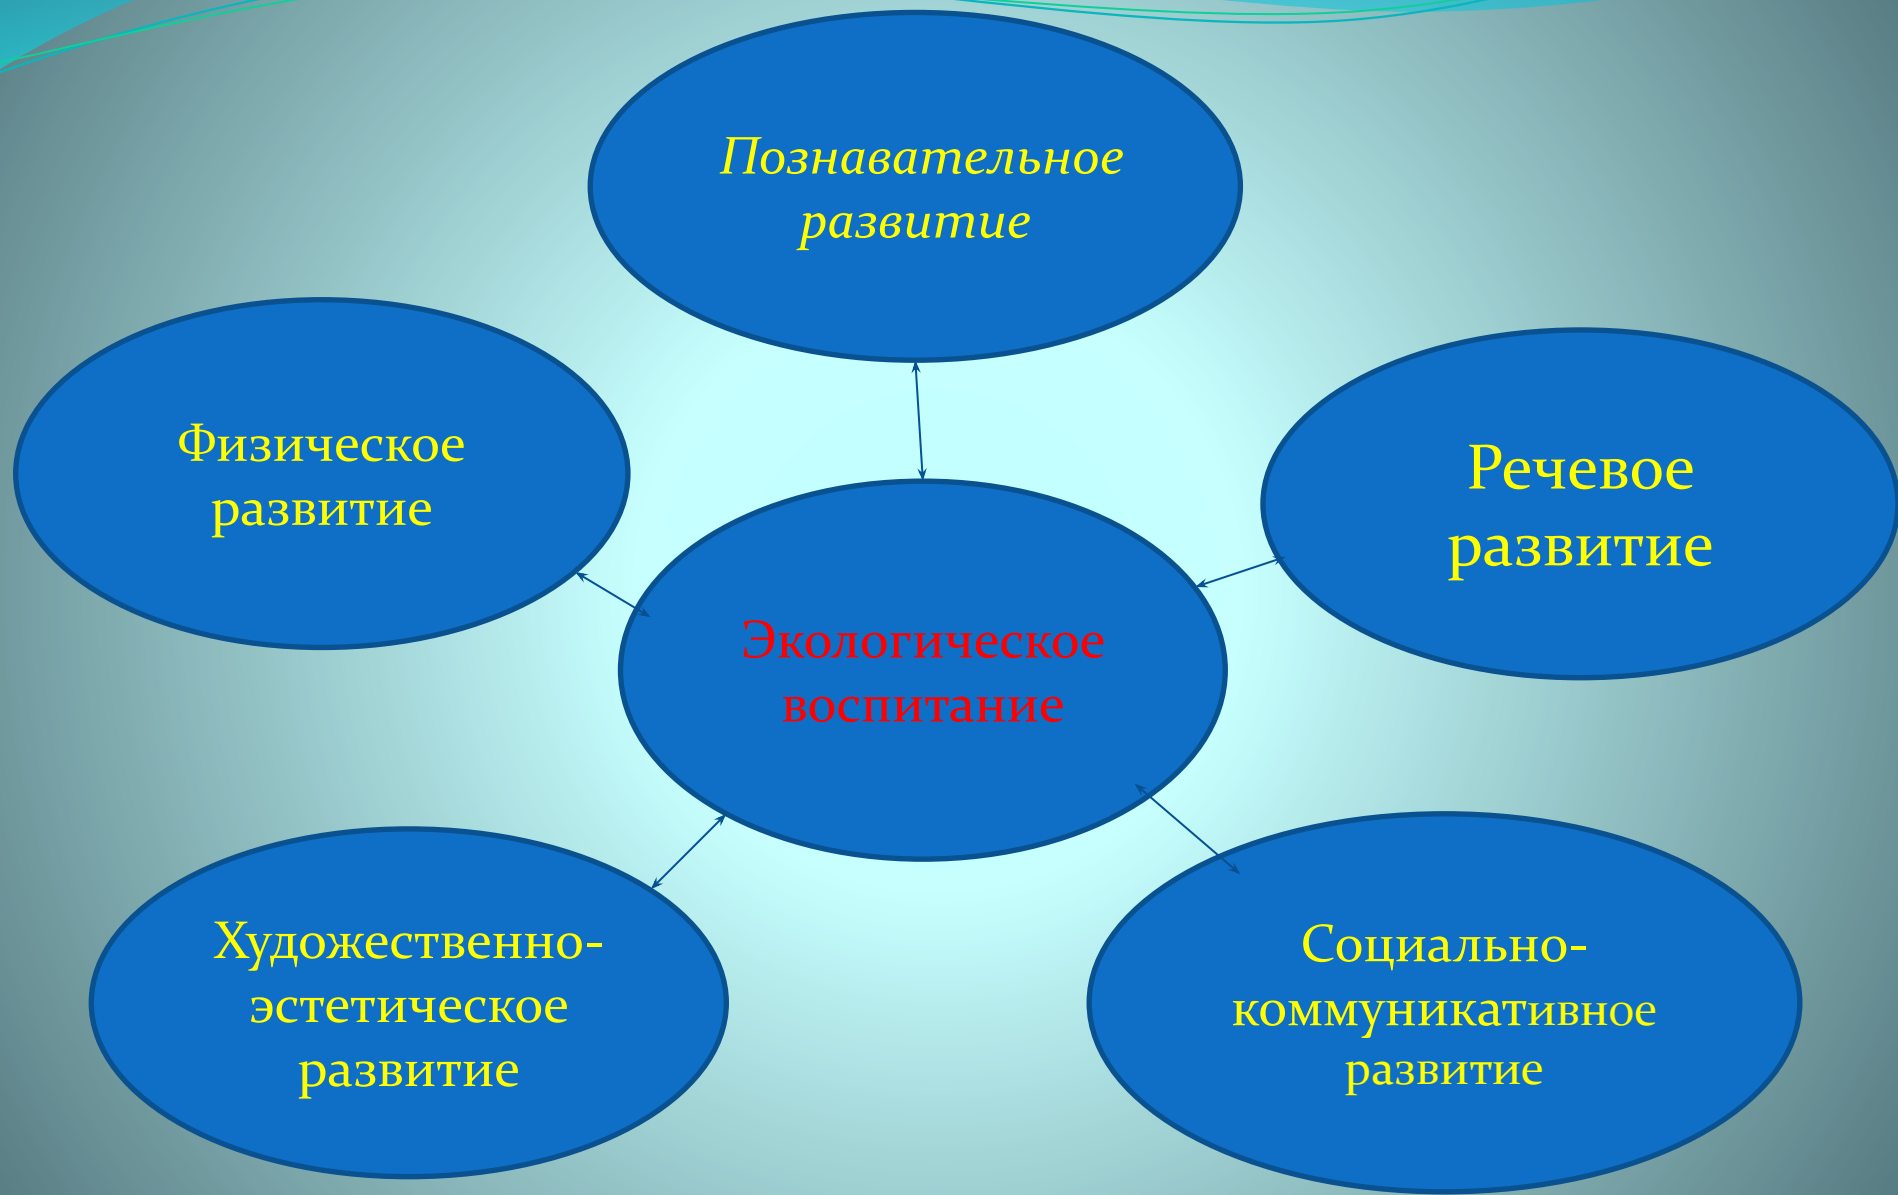 Познавательное
развитие
Физическое
развитие
Речевое
развитие
Экологическое
воспитание
Художественно-
эстетическое
развитие
Социально-
коммуникативное
развитие